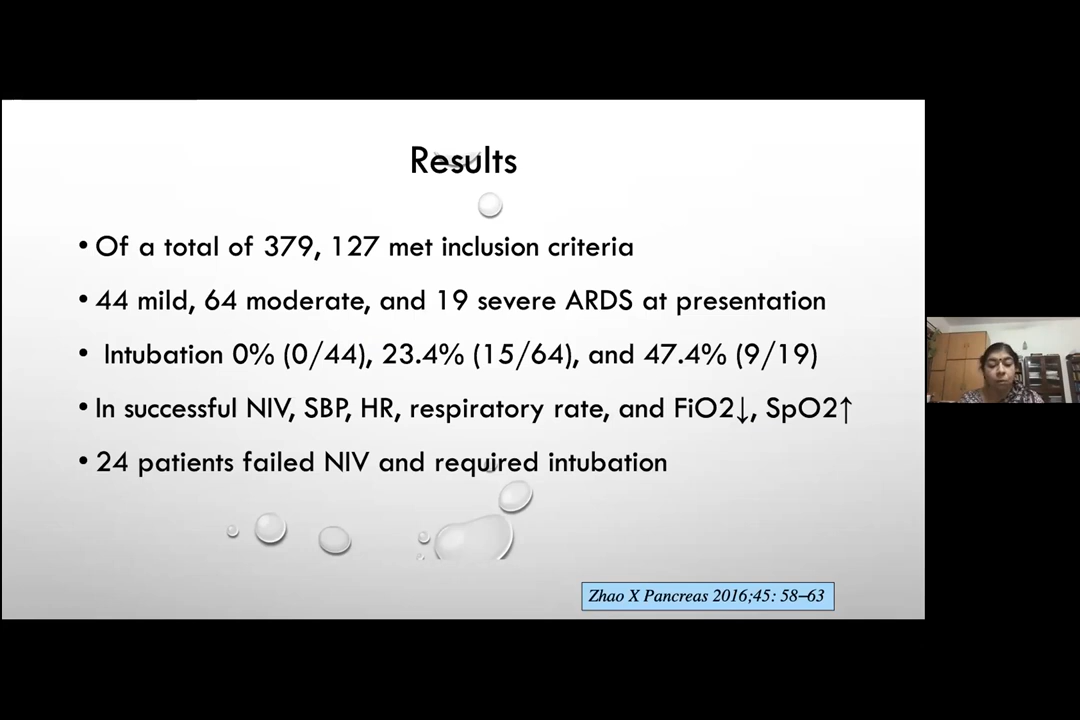 Results
• Of a total of 379, 127 met inclusion criteria
• 44 mild, 64 moderate, and 19 severe ARDS at presentation
• Intubation 0% (0/44), 23.4% (15/64), and 47.4% (9/19)
• In successful NIV, SBP, HR, respiratory rate, and FiO2↓, SpO2↑
• 24 patients failed NIV and required intubation
Zhao X Pancreas 2016;45: 58–63